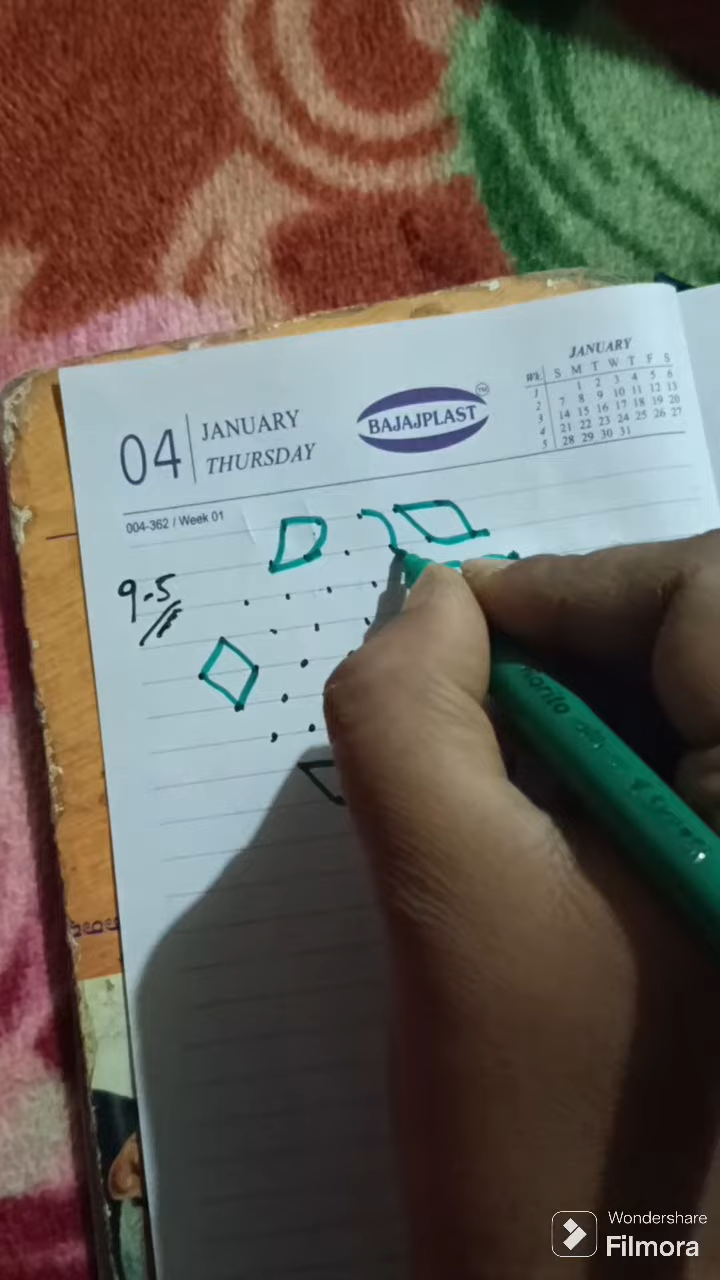 04 JANUARY
THURSDAY
BAJAJPLAST
TM
JANUARY
WK S M T W T F S
1 1 2 3 4 5 6
2 7 8 9 10 11 12 13
3 14 15 16 17 18 19 20
4 21 22 23 24 25 26 27
5 28 29 30 31
004-362 / Week 01
9-5
Wondershare
Filmora